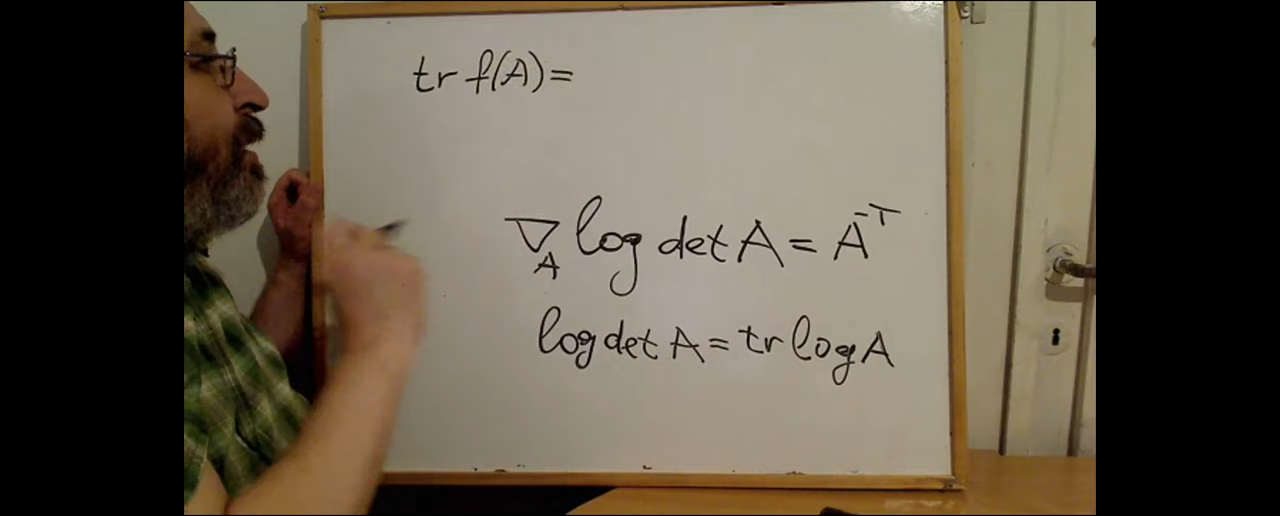 tr f(A)=
∇_A log det A = A^{-T}
log det A = tr log A